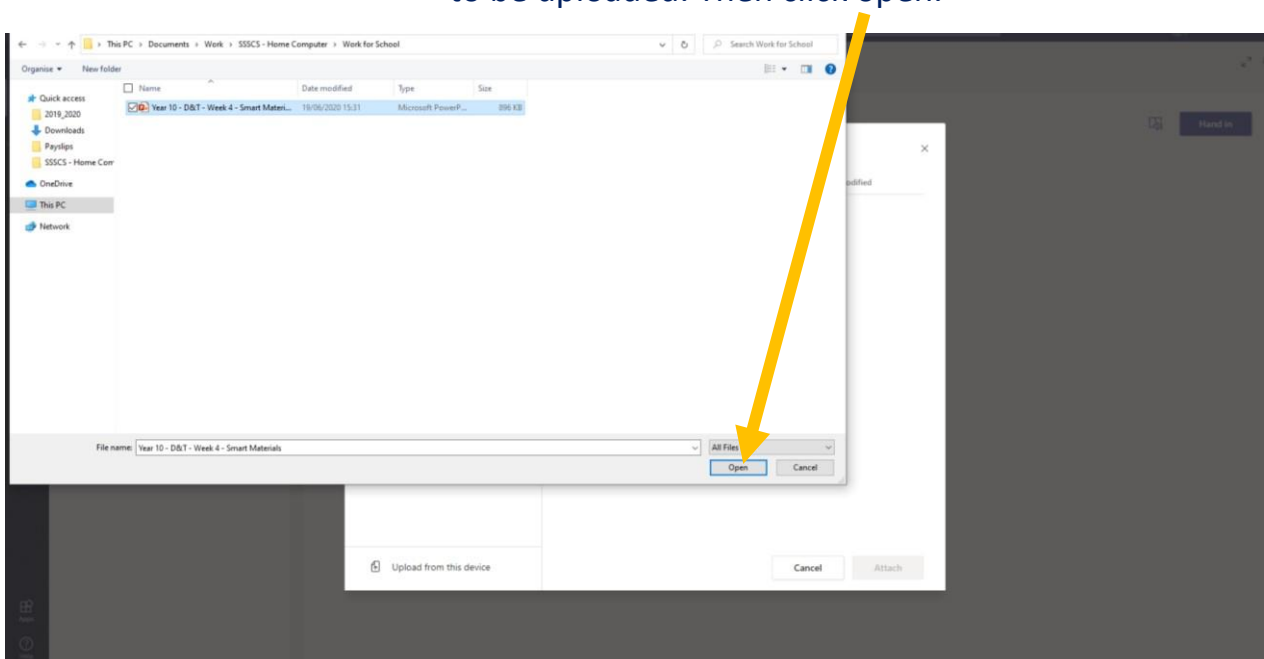 to be uploaded. Then click open.
This PC › Documents › Work › SSSCS - Home Computer › Work for School
Search Work for School
Organise
New folder
Name
Date modified
Type
Size
Year 10 - D&T - Week 4 - Smart Materi...
19/06/2020 15:31
Microsoft PowerP...
896 KB
Quick access
2019_2020
Downloads
Payslips
SSSCS - Home Com
OneDrive
This PC
Network
Hand in
odified
File name:
Year 10 - D&T - Week 4 - Smart Materials
All Files
Open
Cancel
Upload from this device
Cancel
Attach
Apps
Help